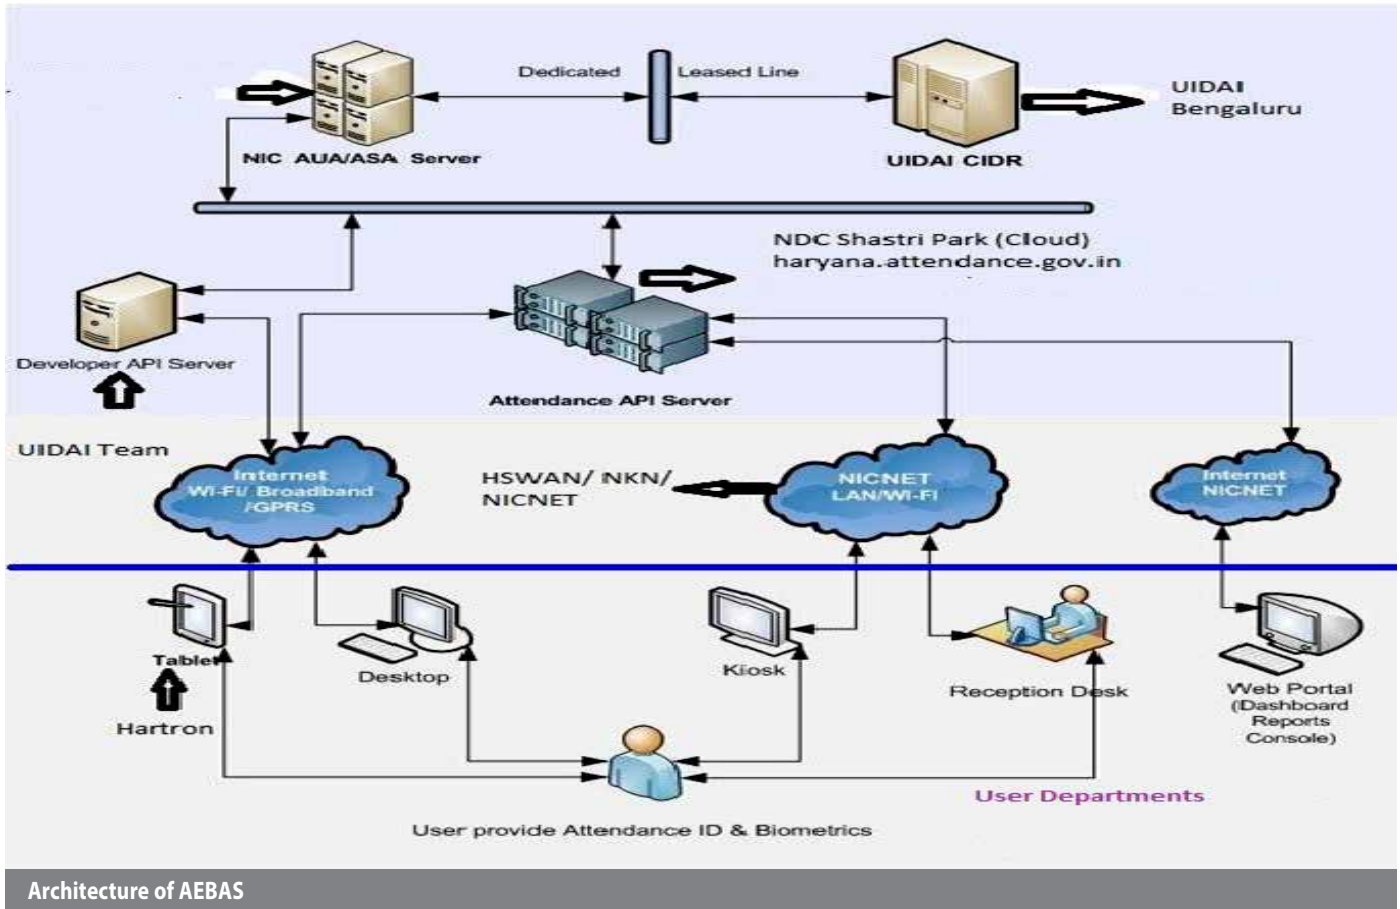 Dedicated
Leased Line
UIDAI
Bengaluru
NIC AUA/ASA Server
UIDAI CIDR
NDC Shastri Park (Cloud)
haryana.attendance.gov.in
Developer API Server
Attendance API Server
UIDAI Team
Internet
Wi-Fi/ Broadband
/GPRS
HSWAN/ NKN/
NICNET
NICNET
LAN/WI-FI
Internet
NICNET
Tablet
Desktop
Kiosk
Reception Desk
Web Portal
(Dashboard
Reports
Console)
Hartron
User Departments
User provide Attendance ID & Biometrics
Architecture of AEBAS